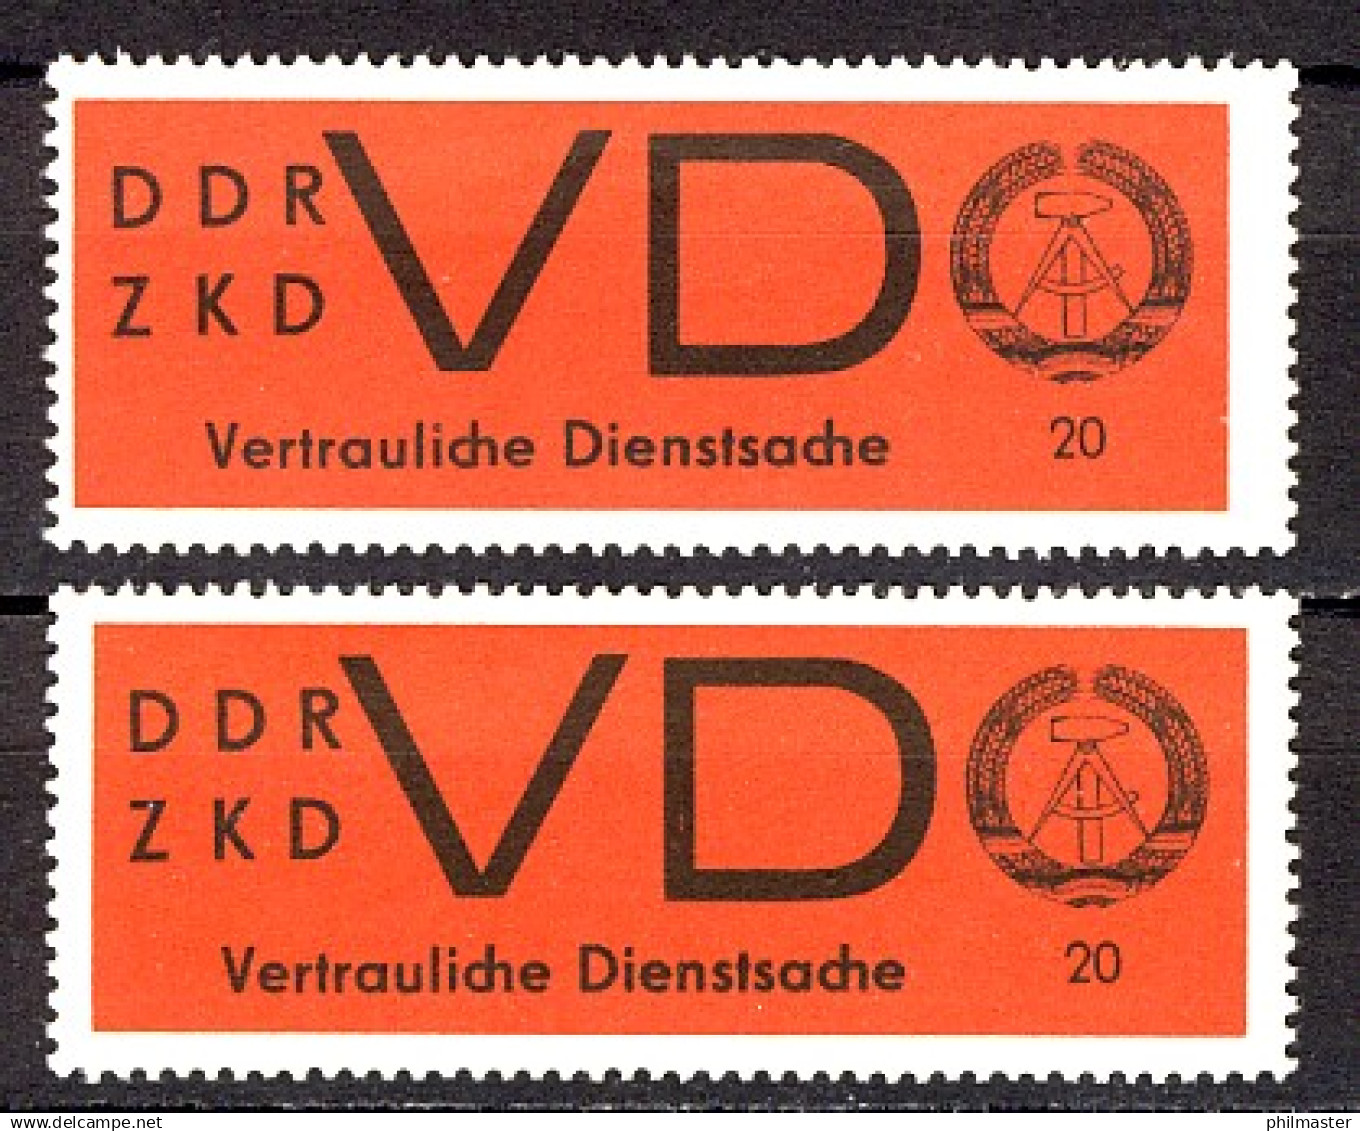 DDR
ZKD
VD
Vertrauliche Dienstsache
20
DDR
ZKD
VD
Vertrauliche Dienstsache
20
philmaster